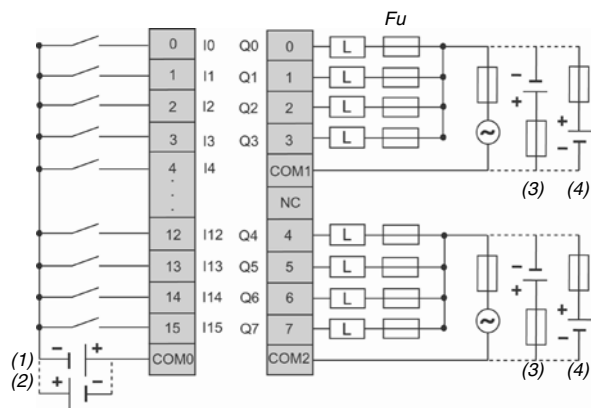 Fu
0 I0 Q0 0 L
1 I1 Q1 1 L
2 I2 Q2 2 L
3 I3 Q3 3 L
4 I4 COM1
(3) (4)
NC
12 I12 Q4 4 L
13 I13 Q5 5 L
14 I14 Q6 6 L
15 I15 Q7 7 L
(1) - + COM0 COM2
(2) + -
(3) (4)
- + + -
- + + -